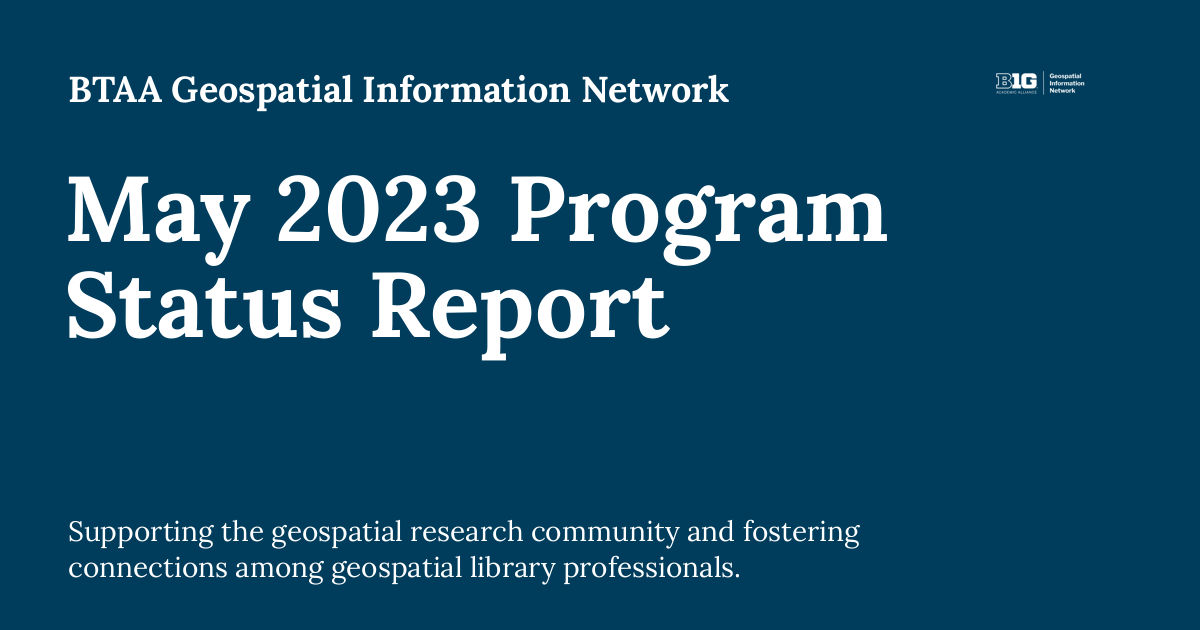 BTAA Geospatial Information Network
BIG
ACADEMIC ALLIANCE
Geospatial
Information
Network
May 2023 Program
Status Report
Supporting the geospatial research community and fostering
connections among geospatial library professionals.